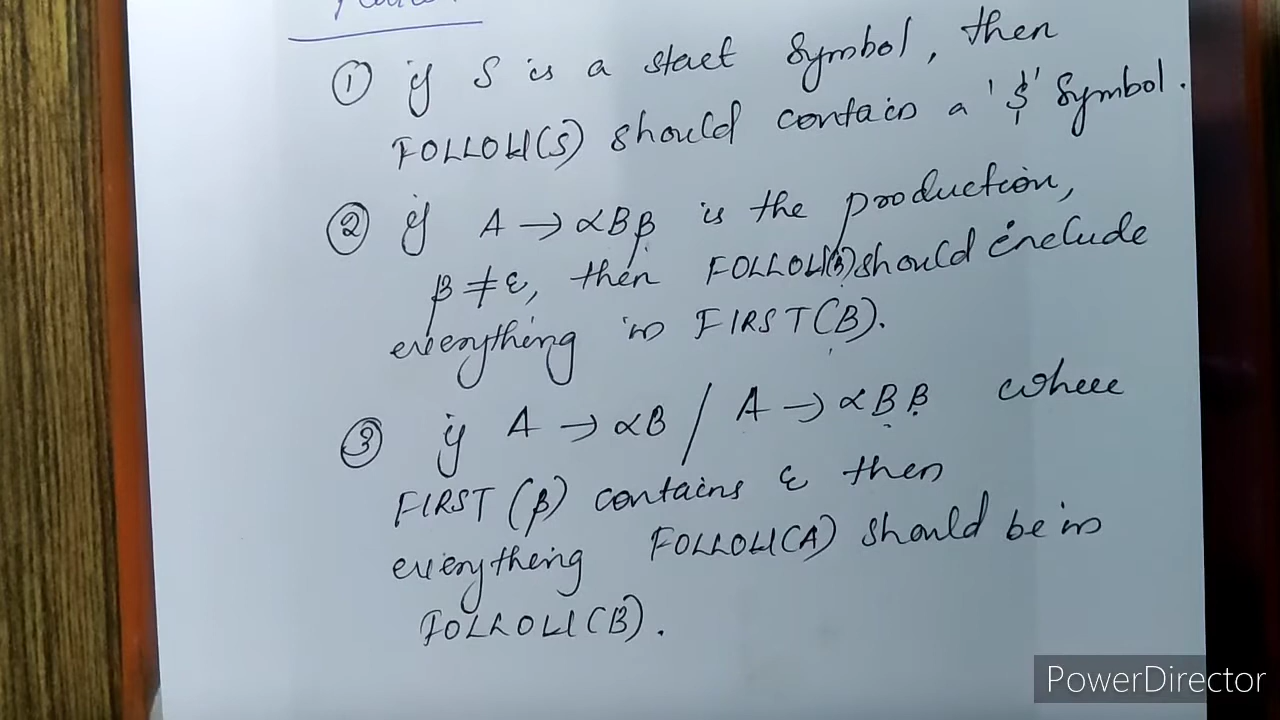 ① if S is a start Symbol, then
FOLLOW(S) should contain a '$' Symbol.
② if A → αBβ is the production,
β ≠ ε, then FOLLOW(B) should include
everything in FIRST(β).
③ if A → αB / A → αBβ where
FIRST (β) contains ε then
everything FOLLOW(A) should be in
FOLLOW(B).
PowerDirector